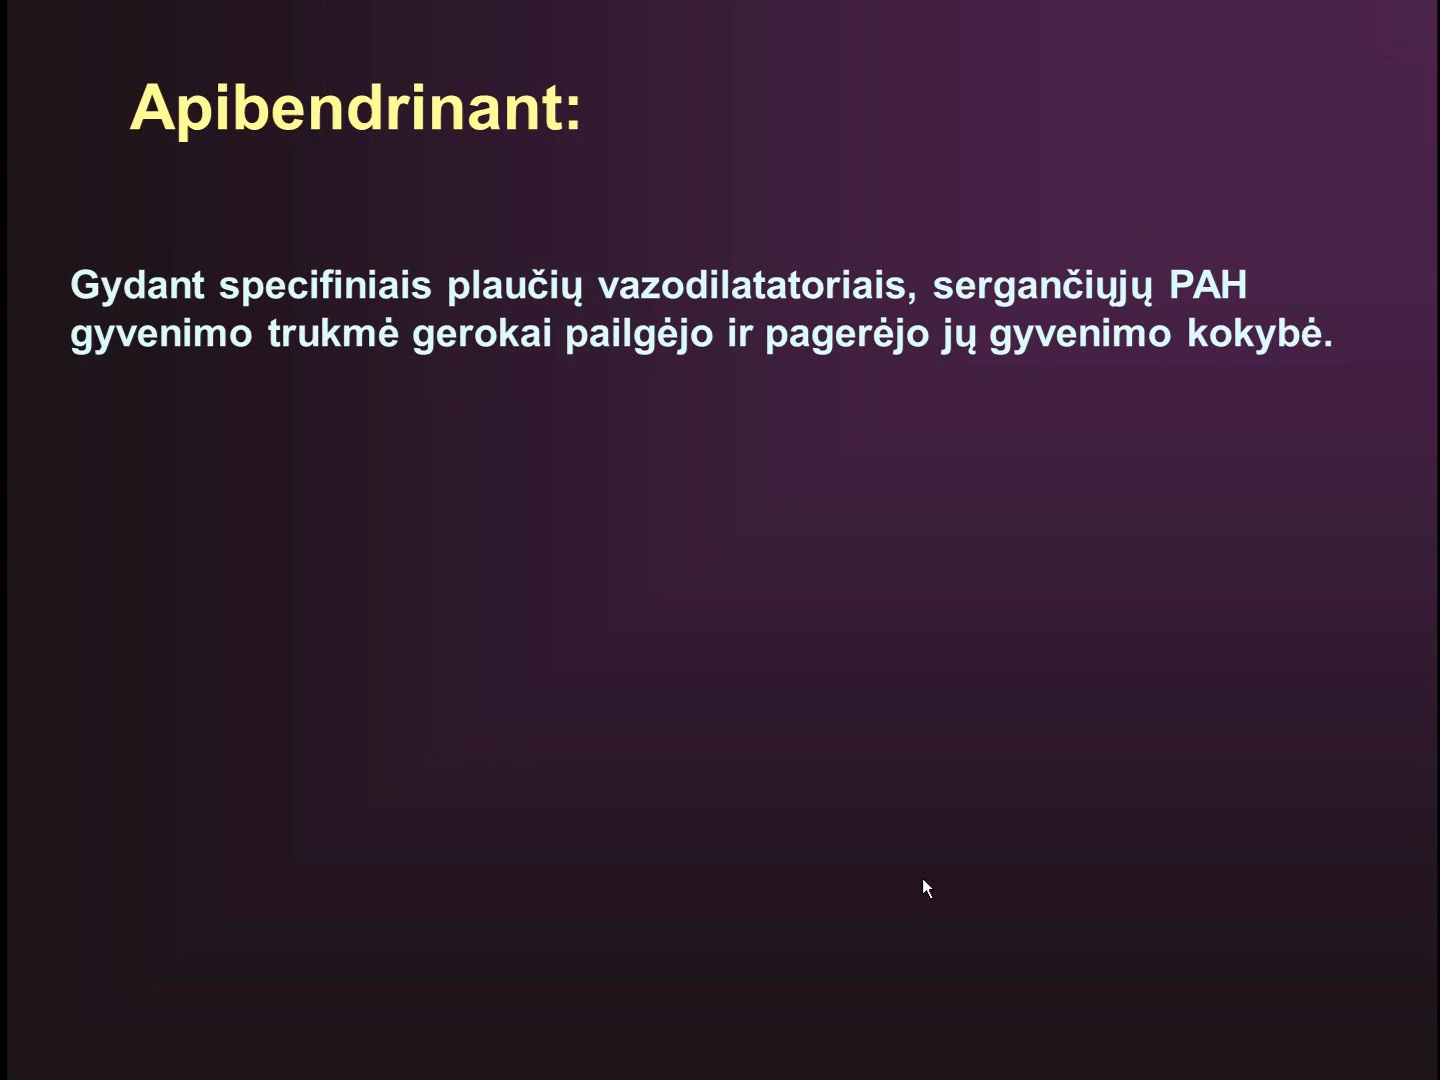 Apibendrinant:
Gydant specifiniais plaučių vazodilatatoriais, sergančiųjų PAH
gyvenimo trukmė gerokai pailgėjo ir pagerėjo jų gyvenimo kokybė.